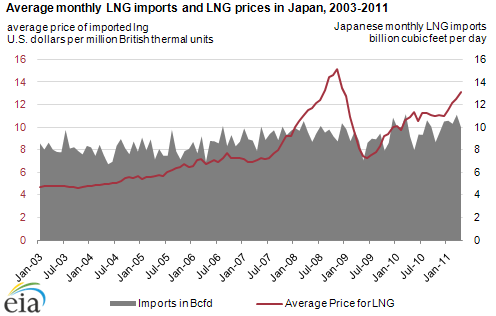 Average monthly LNG imports and LNG prices in Japan, 2003-2011
average price of imported lng
U.S. dollars per million British thermal units
Japanese monthly LNG imports
billion cubic feet per day
16 16
14 14
12 12
10 10
8 8
6 6
4 4
2 2
0 0
Jan-03 Jul-03 Jan-04 Jul-04 Jan-05 Jul-05 Jan-06 Jul-06 Jan-07 Jul-07 Jan-08 Jul-08 Jan-09 Jul-09 Jan-10 Jul-10 Jan-11
eia
Imports in Bcfd Average Price for LNG